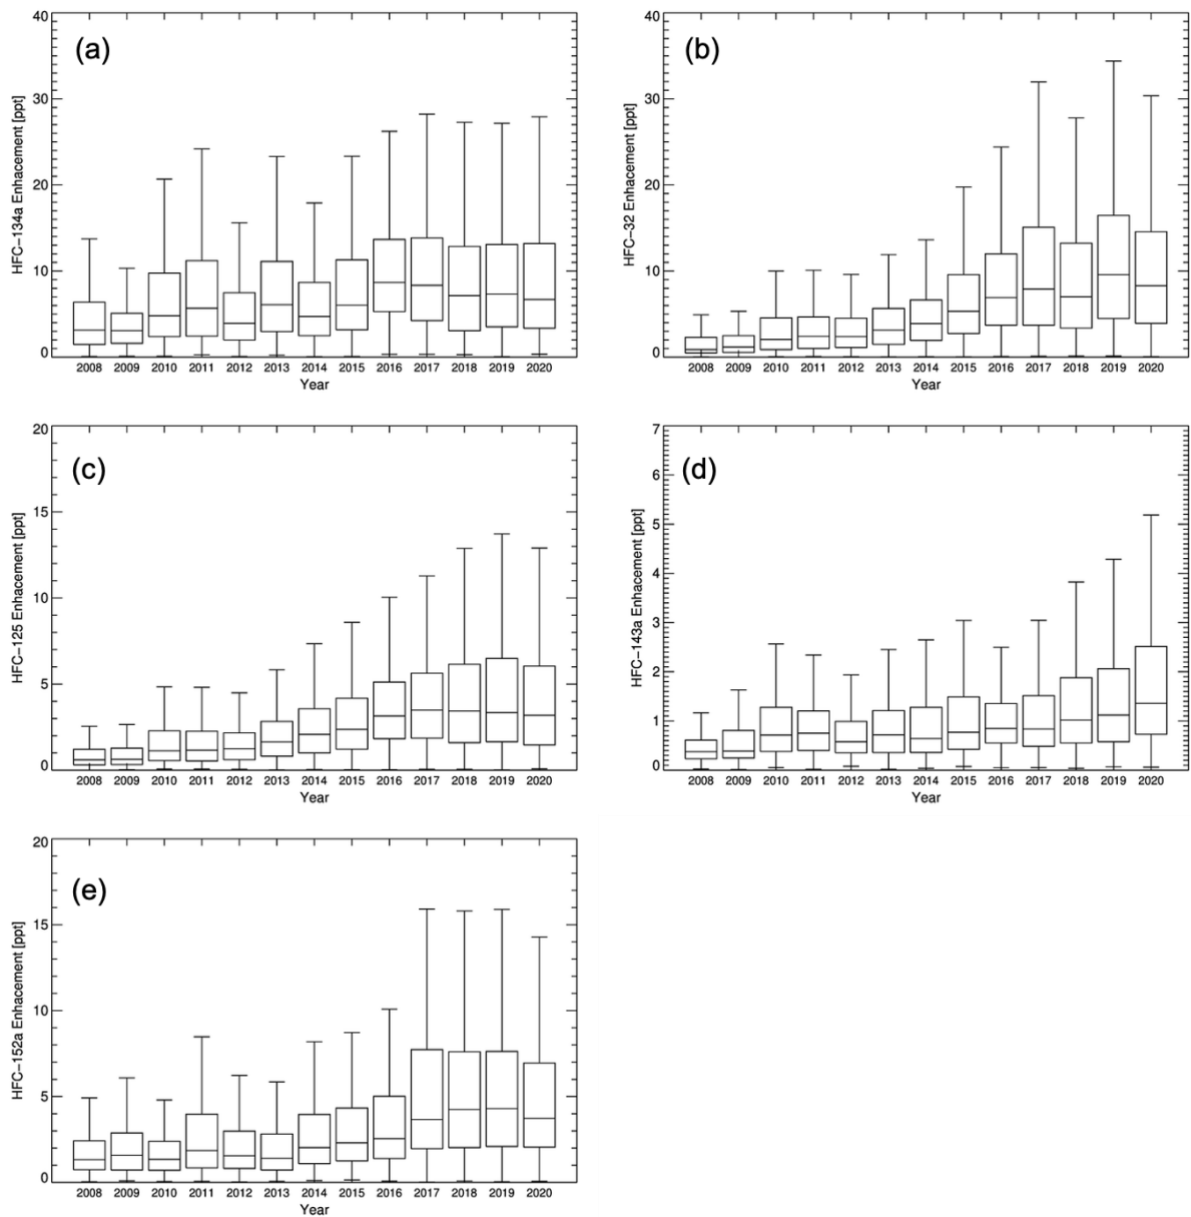 (a)
40
30
20
10
0
HFC–134a Enhacement [ppt]
2008 2009 2010 2011 2012 2013 2014 2015 2016 2017 2018 2019 2020
Year
(b)
40
30
20
10
0
HFC–32 Enhacement [ppt]
2008 2009 2010 2011 2012 2013 2014 2015 2016 2017 2018 2019 2020
Year
(c)
20
15
10
5
0
HFC–125 Enhacement [ppt]
2008 2009 2010 2011 2012 2013 2014 2015 2016 2017 2018 2019 2020
Year
(d)
7
6
5
4
3
2
1
0
HFC–143a Enhacement [ppt]
2008 2009 2010 2011 2012 2013 2014 2015 2016 2017 2018 2019 2020
Year
(e)
20
15
10
5
0
HFC–152a Enhacement [ppt]
2008 2009 2010 2011 2012 2013 2014 2015 2016 2017 2018 2019 2020
Year